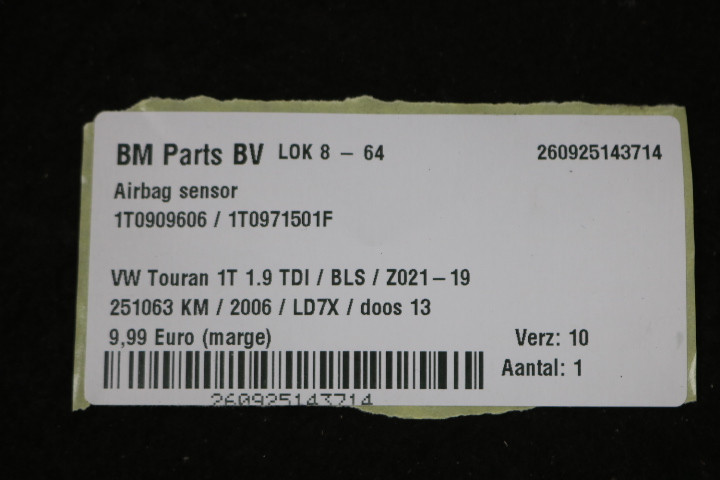 BM Parts BV LOK 8 - 64 260925143714
Airbag sensor
1T0909606 / 1T0971501F
VW Touran 1T 1.9 TDI / BLS / Z021-19
251063 KM / 2006 / LD7X / doos 13
9,99 Euro (marge) Verz: 10
Aantal: 1
260925143714